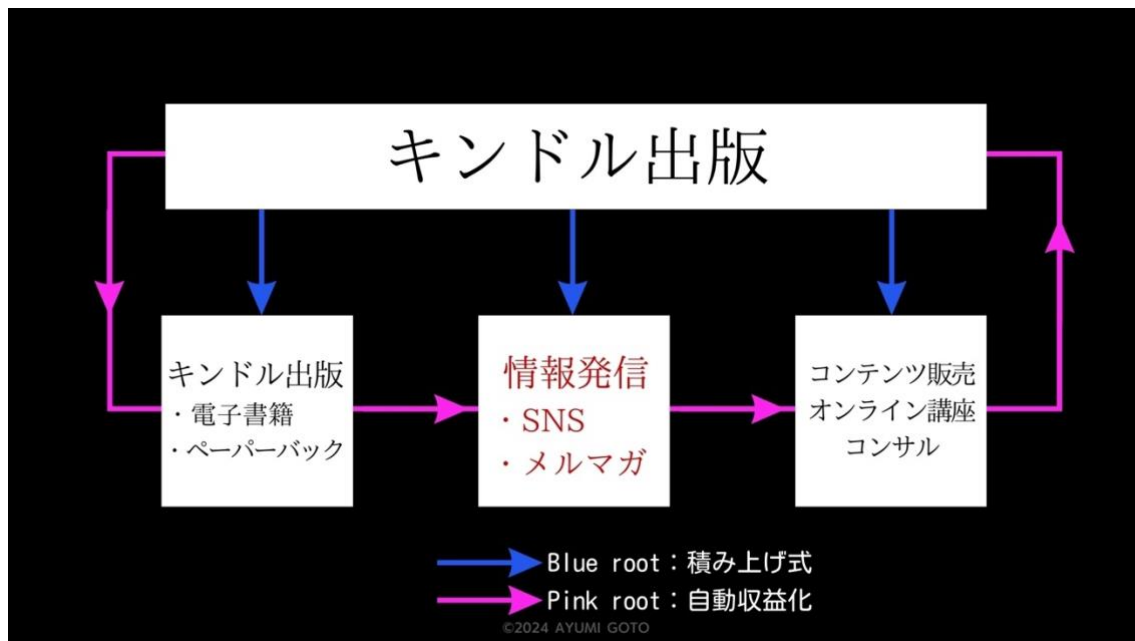 キンドル出版
キンドル出版
・電子書籍
・ペーパーバック
情報発信
・SNS
・メルマガ
コンテンツ販売
オンライン講座
コンサル
Blue root：積み上げ式
Pink root：自動収益化
©2024 AYUMI GOTO